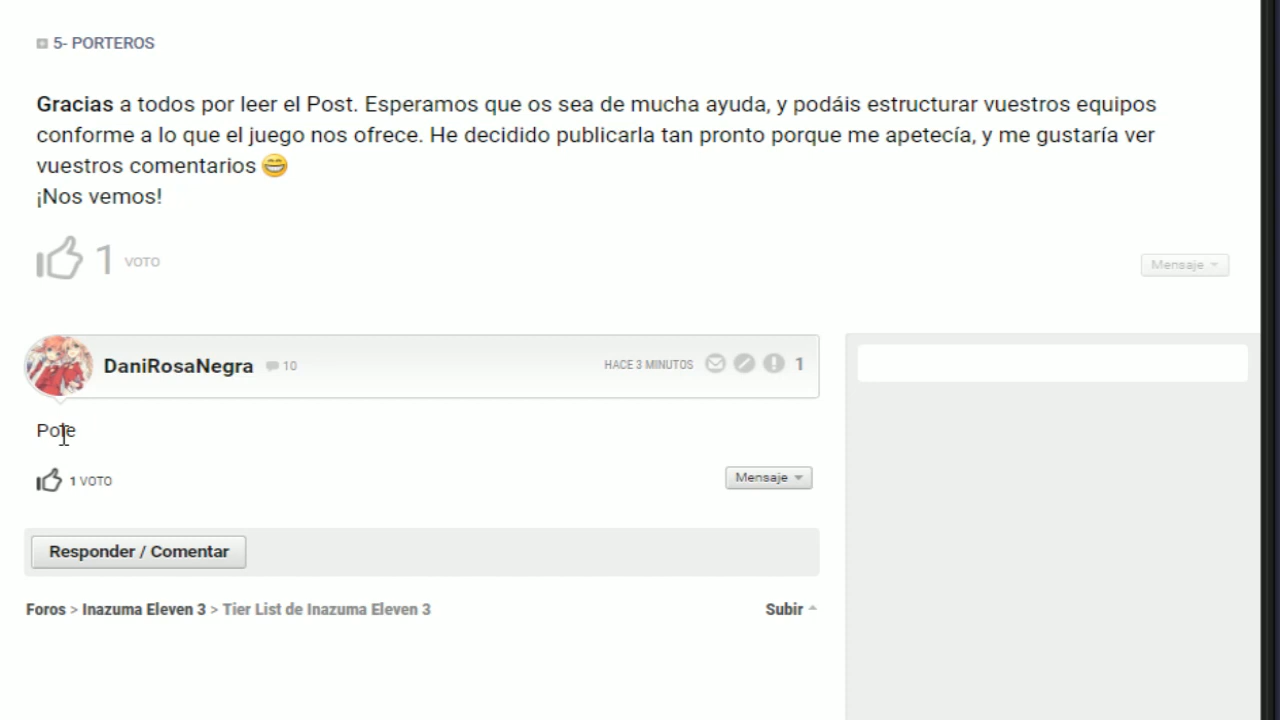 5- PORTEROS
Gracias a todos por leer el Post. Esperamos que os sea de mucha ayuda, y podáis estructurar vuestros equipos
conforme a lo que el juego nos ofrece. He decidido publicarla tan pronto porque me apetecía, y me gustaría ver
vuestros comentarios 😄
¡Nos vemos!
1 VOTO
Mensaje
DaniRosaNegra 10 HACE 3 MINUTOS 1
Pole
1 VOTO
Mensaje
Responder / Comentar
Foros > Inazuma Eleven 3 > Tier List de Inazuma Eleven 3
Subir